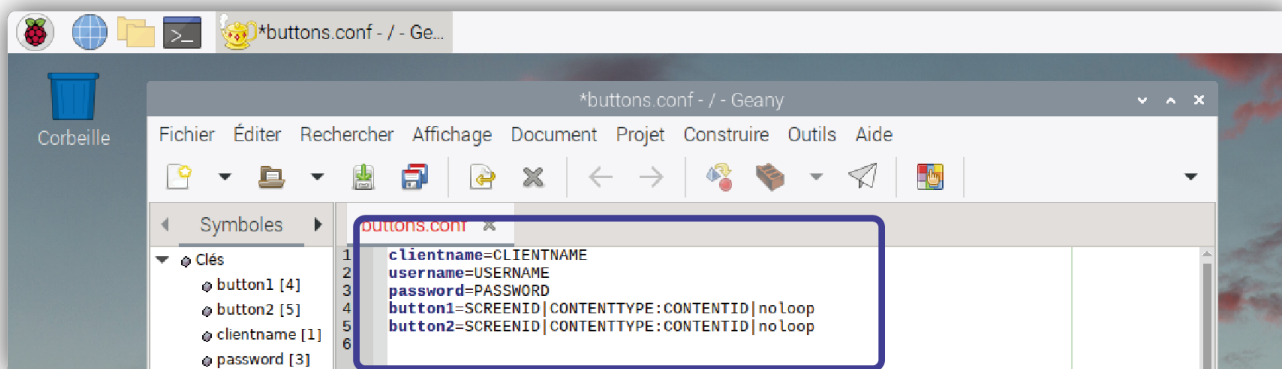 *buttons.conf - / - Ge...
Corbeille
*buttons.conf - / - Geany
Fichier Éditer Rechercher Affichage Document Projet Construire Outils Aide
Symboles
buttons.conf
Clés
button1 [4]
button2 [5]
clientname [1]
password [3]
1 clientname=CLIENTNAME
2 username=USERNAME
3 password=PASSWORD
4 button1=SCREENID|CONTENTTYPE:CONTENTID|noloop
5 button2=SCREENID|CONTENTTYPE:CONTENTID|noloop
6